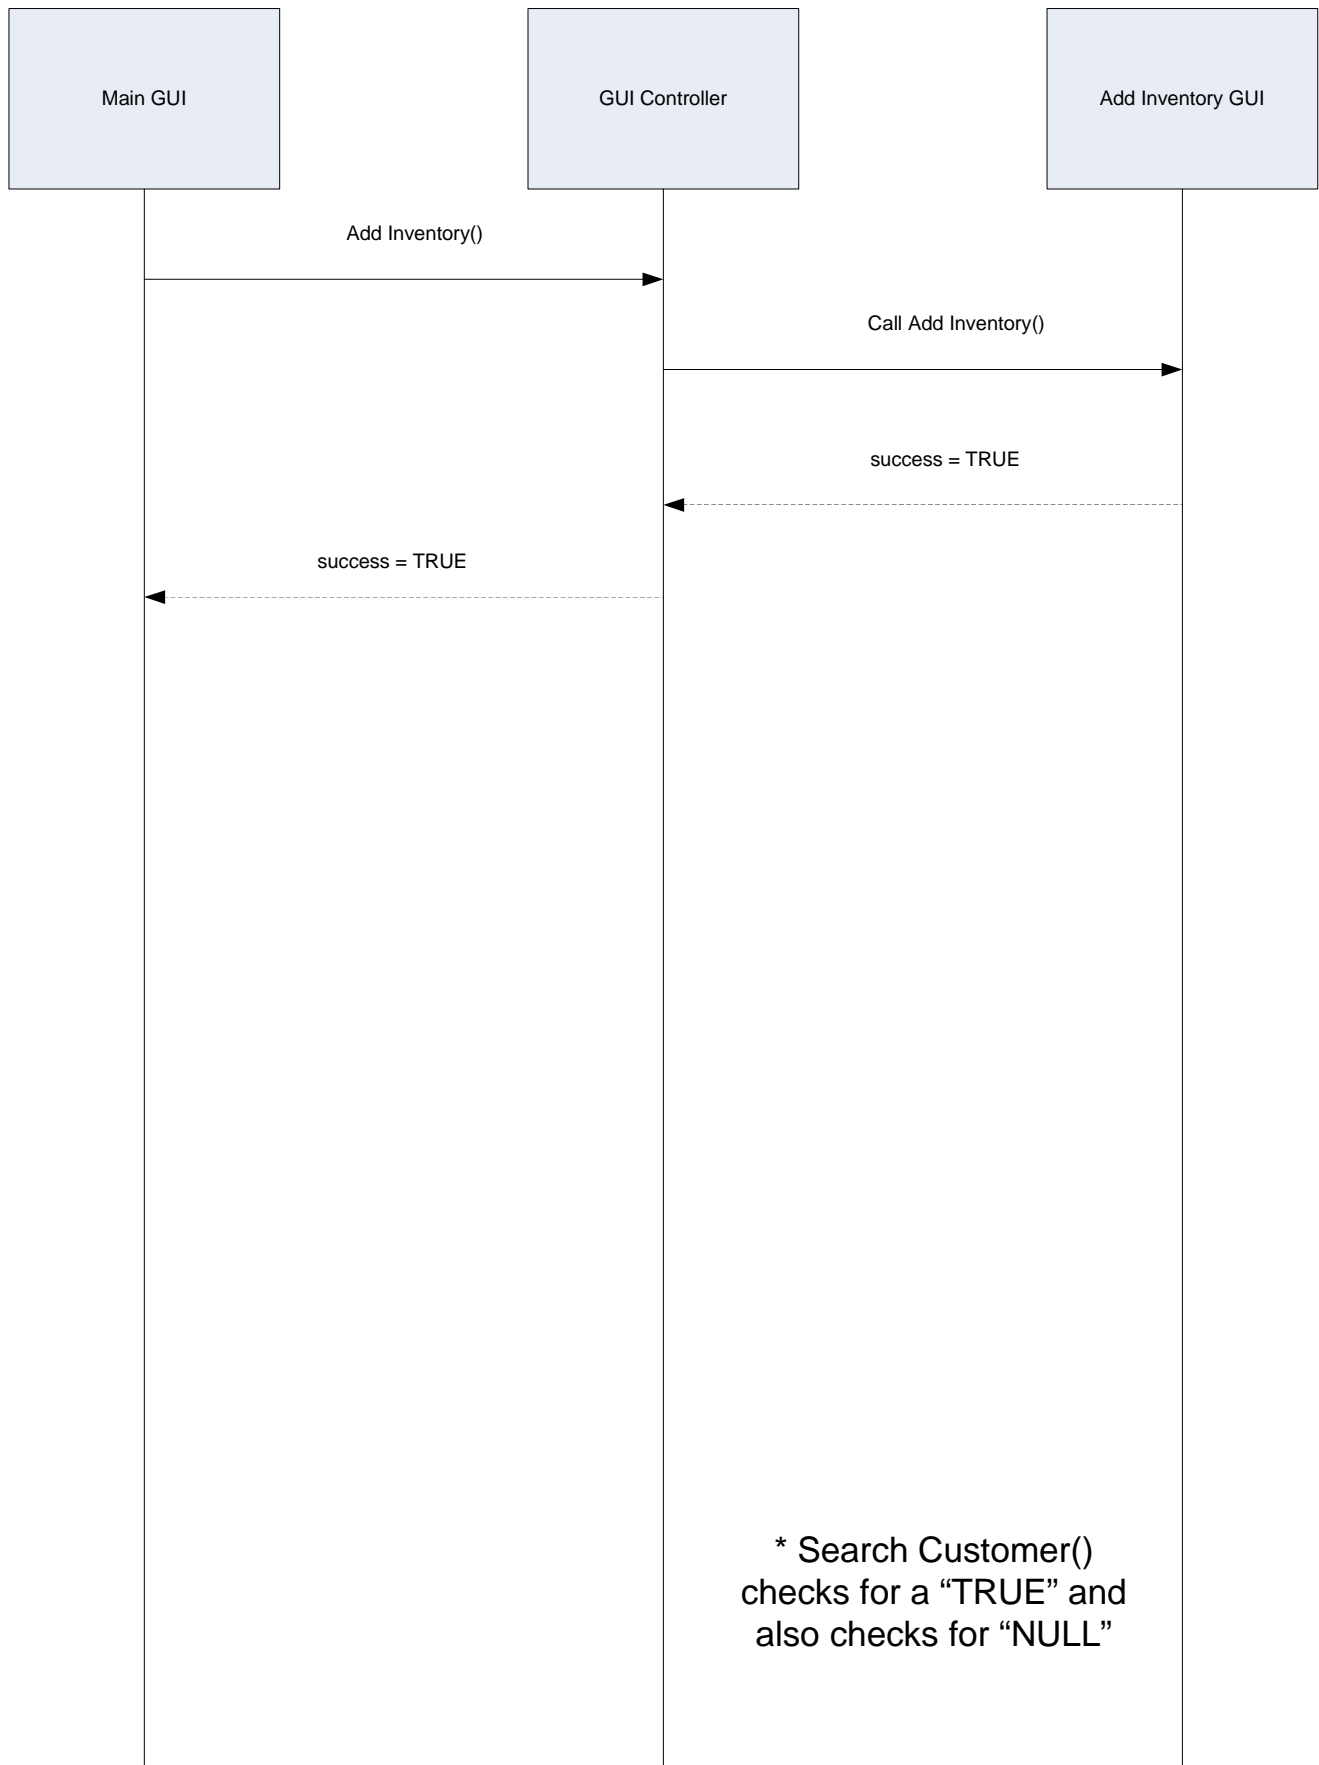 Main GUI
GUI Controller
Add Inventory GUI
Add Inventory()
Call Add Inventory()
success = TRUE
success = TRUE
* Search Customer()
checks for a “TRUE” and
also checks for “NULL”